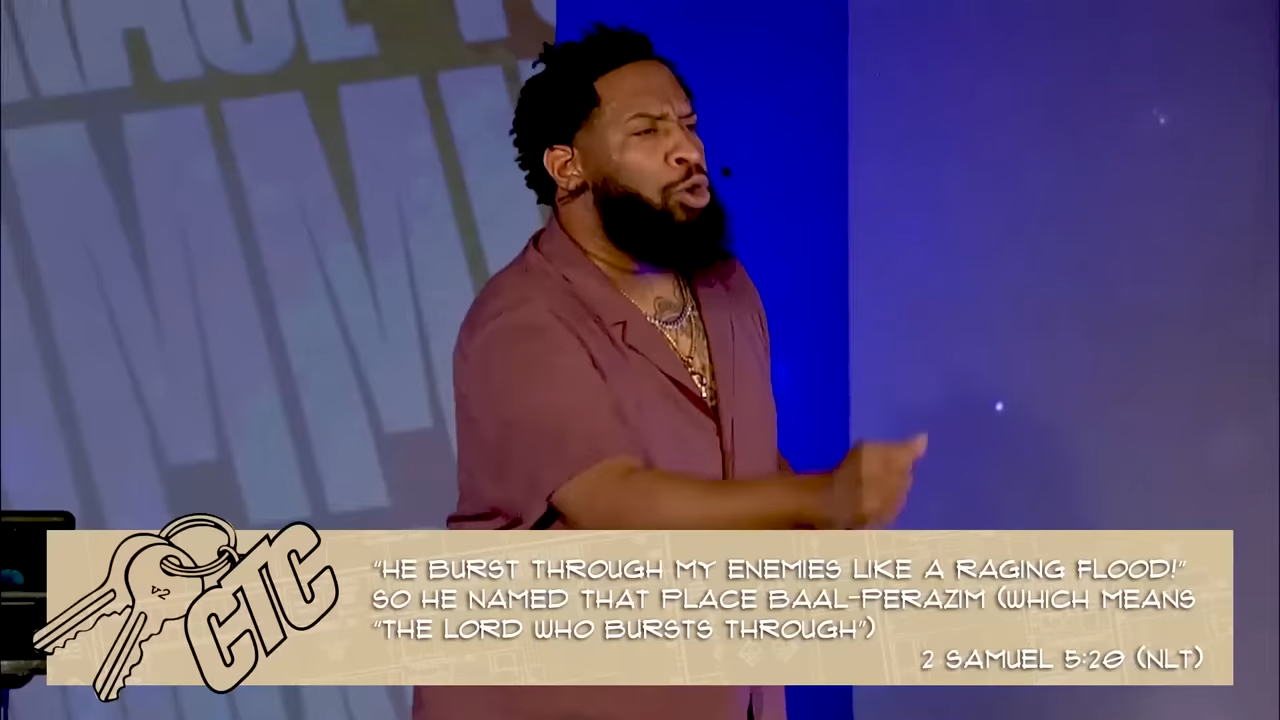 V2
CTC
"HE BURST THROUGH MY ENEMIES LIKE A RAGING FLOOD!"
SO HE NAMED THAT PLACE BAAL-PERAZIM (WHICH MEANS
"THE LORD WHO BURSTS THROUGH")
2 SAMUEL 5:20 (NLT)